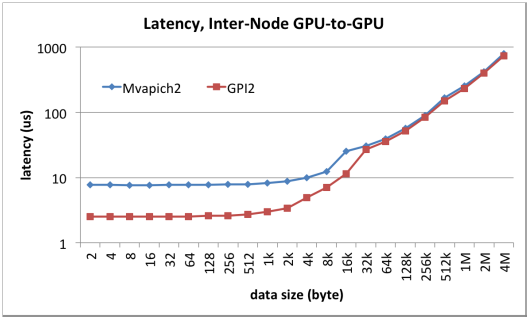 Latency, Inter-Node GPU-to-GPU
1000
100
10
1
latency (us)
Mvapich2
GPI2
2
4
8
16
32
64
128
256
512
1k
2k
4k
8k
16k
32k
64k
128k
256k
512k
1M
2M
4M
data size (byte)